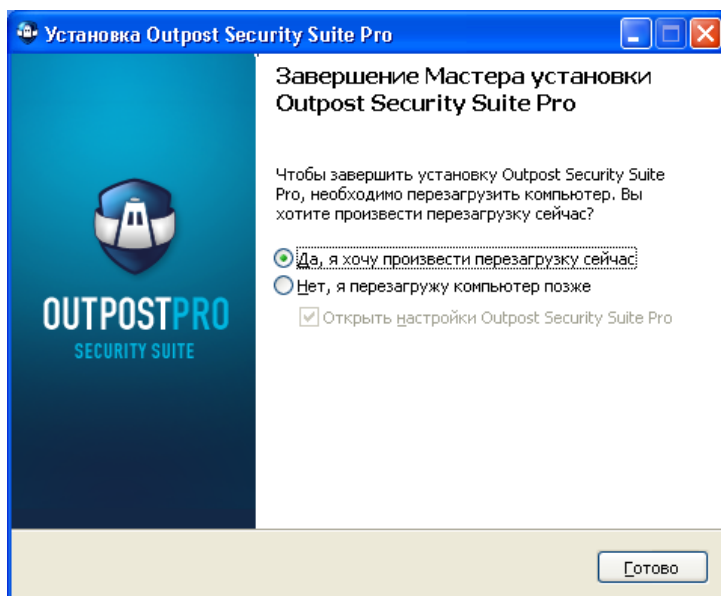 Установка Outpost Security Suite Pro
Завершение Мастера установки
Outpost Security Suite Pro
Чтобы завершить установку Outpost Security Suite
Pro, необходимо перезагрузить компьютер. Вы
хотите произвести перезагрузку сейчас?
Да, я хочу произвести перезагрузку сейчас
Нет, я перезагружу компьютер позже
Открыть настройки Outpost Security Suite Pro
OUTPOSTPRO
SECURITY SUITE
Готово